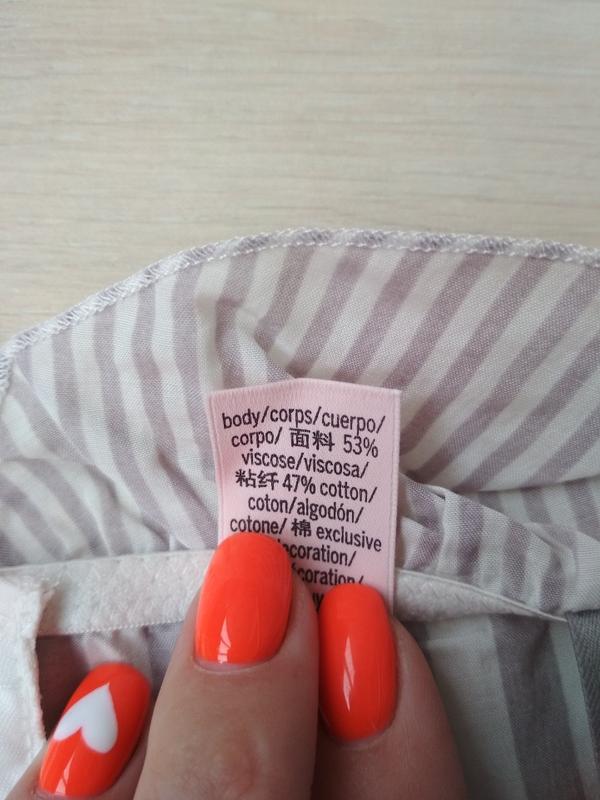 body/corps/cuerpo/
corpo/ 面料 53%
viscose/viscosa/
粘纤 47% cotton/
coton/algodón/
cotone/ 棉 exclusive